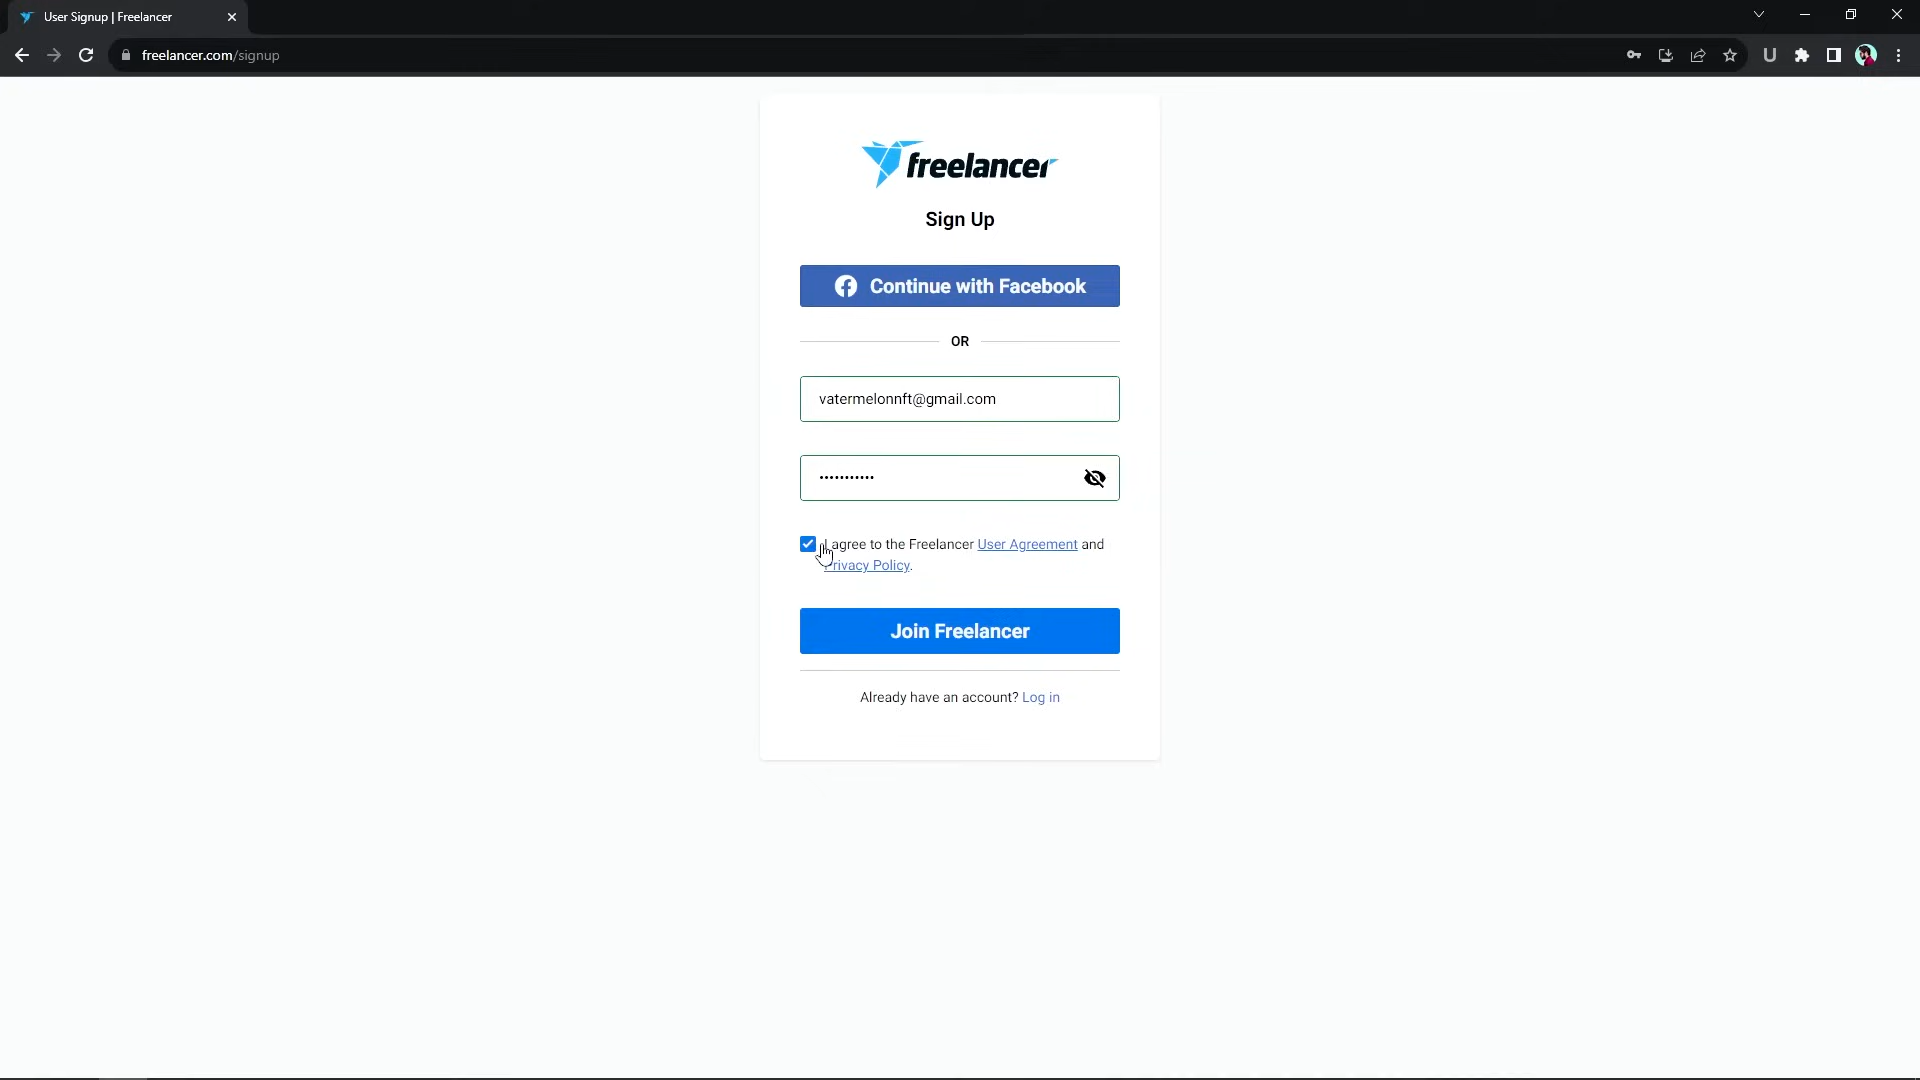 User Signup | Freelancer
freelancer.com/signup
U
freelancer
Sign Up
Continue with Facebook
OR
vatermelonnft@gmail.com
•••••••••••
I agree to the Freelancer User Agreement and
Privacy Policy.
Join Freelancer
Already have an account? Log in